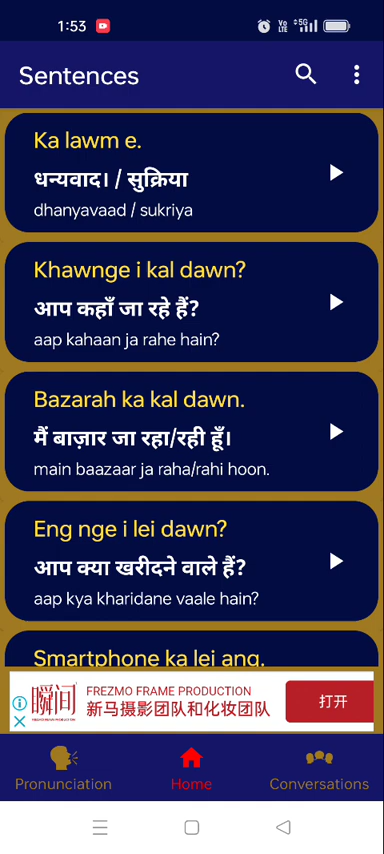 1:53
Vo
LTE
5G
Sentences
Ka lawm e.
धन्यवाद। / सुक्रिया
dhanyavaad / sukriya
Khawnge i kal dawn?
आप कहाँ जा रहे हैं?
aap kahaan ja rahe hain?
Bazarah ka kal dawn.
मैं बाज़ार जा रहा/रही हूँ।
main baazaar ja raha/rahi hoon.
Eng nge i lei dawn?
आप क्या खरीदने वाले हैं?
aap kya kharidane vaale hain?
Smartphone ka lei ang.
瞬间
FREZMO FRAME PRODUCTION
新马摄影团队和化妆团队
打开
Pronunciation
Home
Conversations